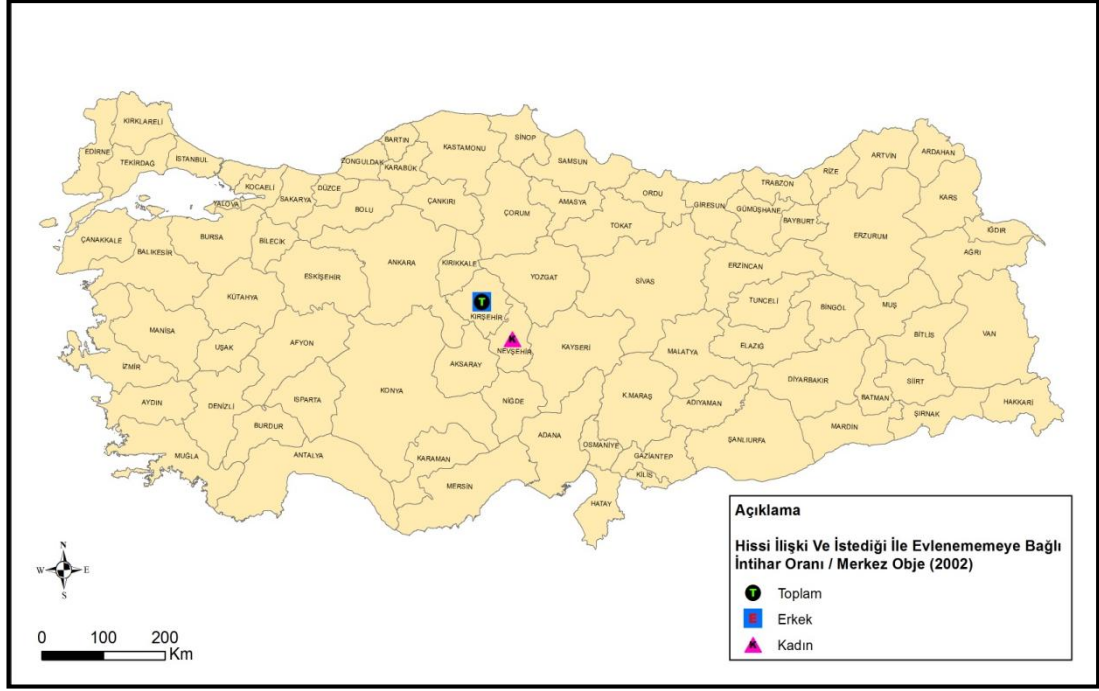 KIRKLARELİ
EDİRNE
TEKİRDAĞ
İSTANBUL
KOCAELİ
YALOVA
SAKARYA
DÜZCE
ZONGULDAK
BARTIN
KARABÜK
KASTAMONU
SİNOP
SAMSUN
BOLU
ÇANKIRI
ÇORUM
AMASYA
ORDU
TOKAT
GİRESUN
TRABZON
GÜMÜŞHANE
BAYBURT
RİZE
ARTVİN
ARDAHAN
KARS
IĞDIR
AĞRI
ERZURUM
ERZİNCAN
ÇANAKKALE
BALIKESİR
BURSA
BİLECİK
ESKİŞEHİR
ANKARA
KIRIKKALE
YOZGAT
SİVAS
KÜTAHYA
T
KIRŞEHİR
TUNCELİ
BİNGÖL
MUŞ
BİTLİS
VAN
MANİSA
UŞAK
AFYON
K
NEVŞEHİR
KAYSERİ
MALATYA
ELAZIĞ
İZMİR
AKSARAY
DİYARBAKIR
SİİRT
BATMAN
HAKKARİ
ŞIRNAK
MARDİN
AYDIN
DENİZLİ
ISPARTA
KONYA
NİĞDE
K.MARAŞ
ADIYAMAN
BURDUR
ŞANLIURFA
MUĞLA
ANTALYA
KARAMAN
MERSİN
ADANA
OSMANİYE
GAZİANTEP
KİLİS
HATAY
Açıklama
Hissi İlişki Ve İstediği İle Evlenememeye Bağlı
İntihar Oranı / Merkez Obje (2002)
T Toplam
E Erkek
K Kadın
N
W E
S
0 100 200
Km